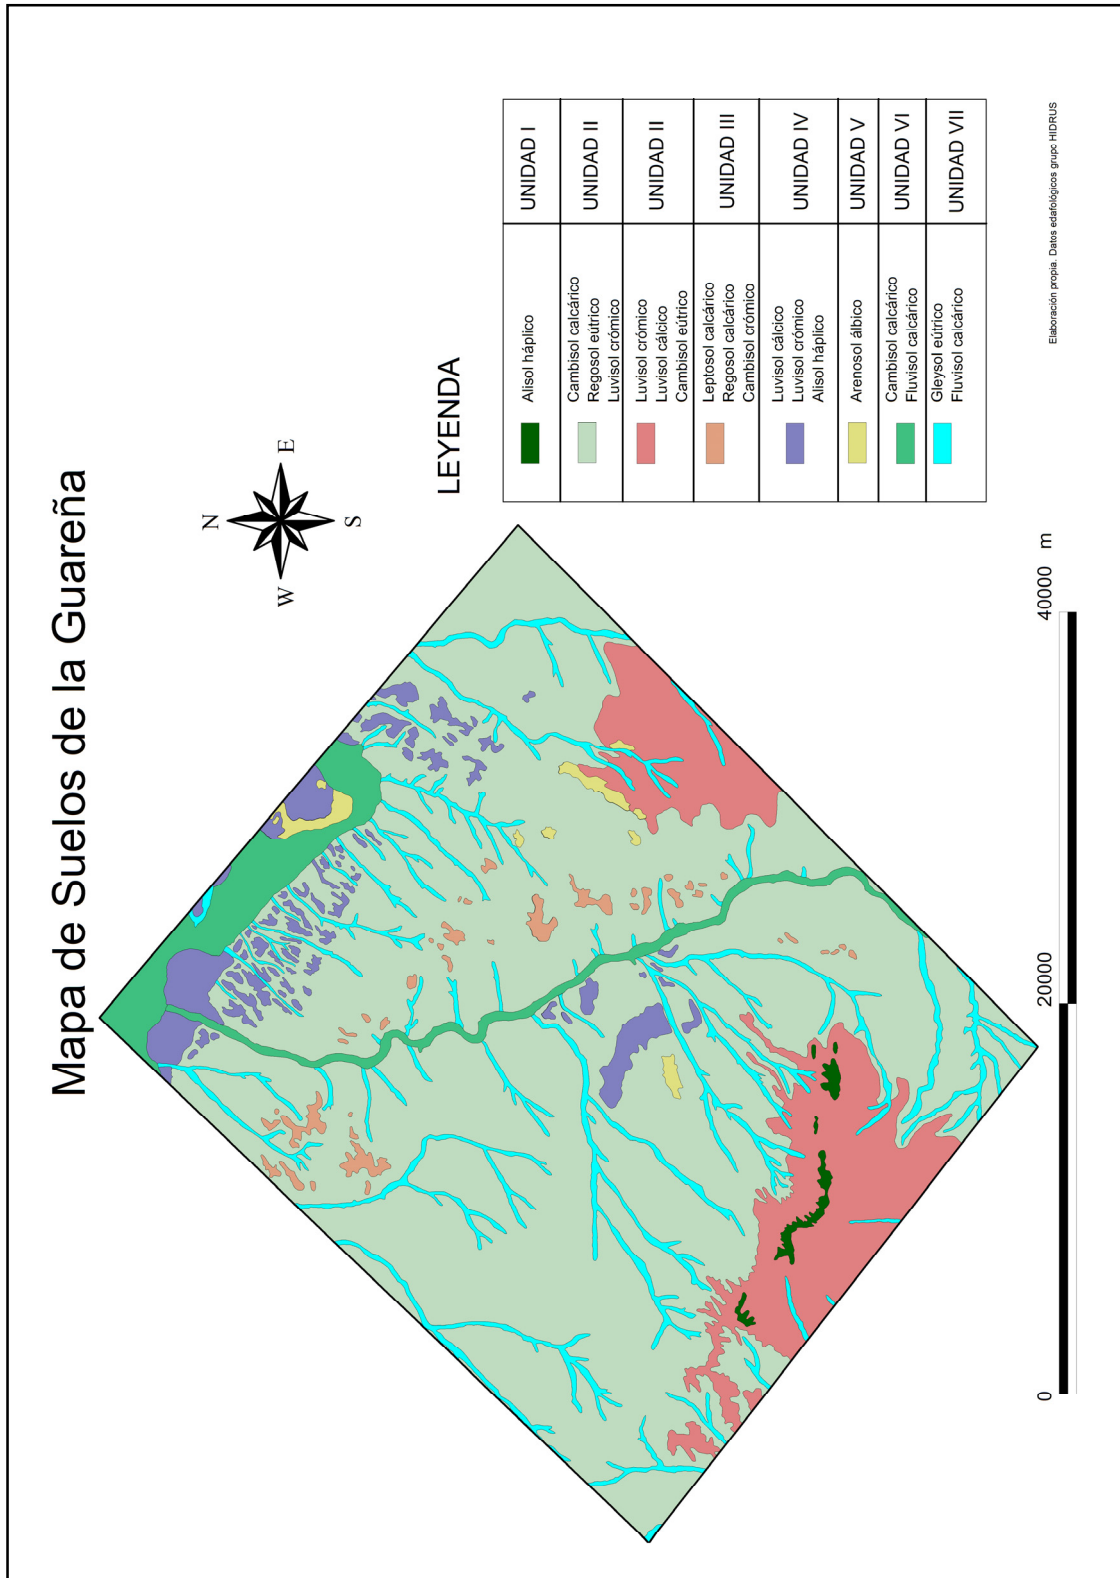 Mapa de Suelos de la Guareña
N
W
E
S
LEYENDA
Alisol háplico
UNIDAD I
Cambisol calcárico
Regosol eútrico
Luvisol crómico
UNIDAD II
Luvisol crómico
Luvisol cálcico
Cambisol eútrico
UNIDAD II
Leptosol calcárico
Regosol calcárico
Cambisol crómico
UNIDAD III
Luvisol cálcico
Luvisol crómico
Alisol háplico
UNIDAD IV
Arenosol álbico
UNIDAD V
Cambisol calcárico
Fluvisol calcárico
UNIDAD VI
Gleysol eútrico
Fluvisol calcárico
UNIDAD VII
0
20000
40000 m
Elaboración propia. Datos edafológicos grupo HIDRUS